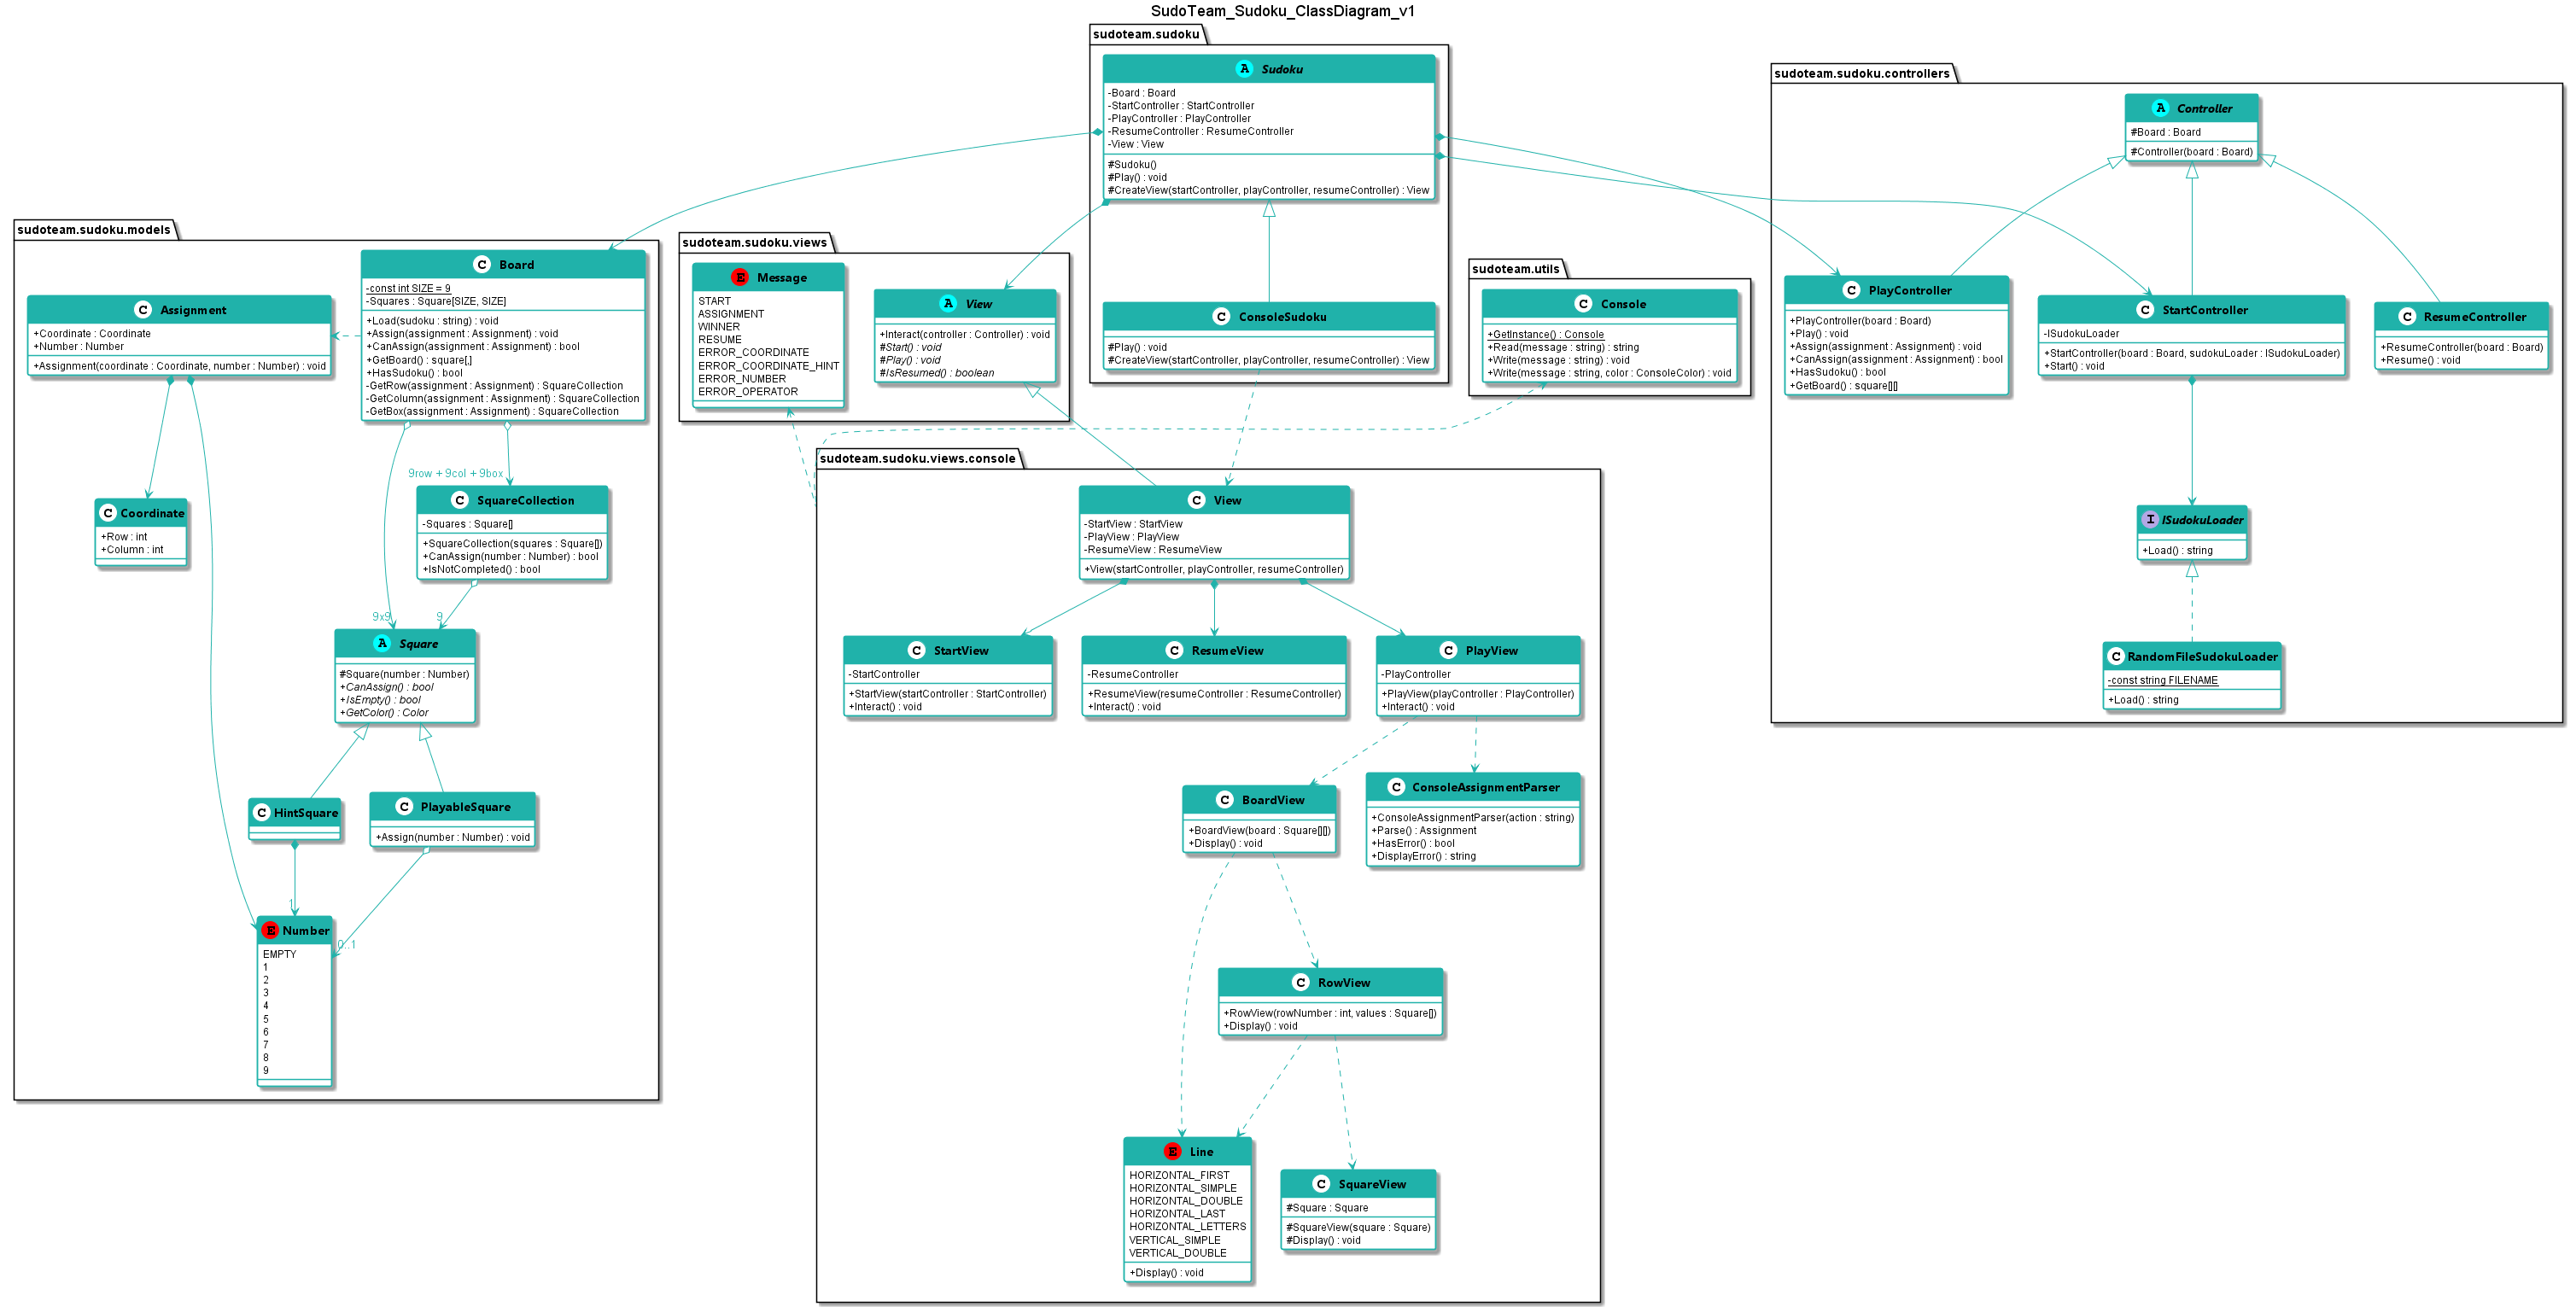 SudoTeam_Sudoku_ClassDiagram_v1
sudoteam.sudoku
A Sudoku
-Board : Board
-StartController : StartController
-PlayController : PlayController
-ResumeController : ResumeController
-View : View
#Sudoku()
#Play() : void
#CreateView(startController, playController, resumeController) : View
C ConsoleSudoku
#Play() : void
#CreateView(startController, playController, resumeController) : View
sudoteam.sudoku.controllers
A Controller
#Board : Board
#Controller(board : Board)
C PlayController
+PlayController(board : Board)
+Play() : void
+Assign(assignment : Assignment) : void
+CanAssign(assignment : Assignment) : bool
+HasSudoku() : bool
+GetBoard() : square[][]
C StartController
-ISudokuLoader
+StartController(board : Board, sudokuLoader : ISudokuLoader)
+Start() : void
C ResumeController
+ResumeController(board : Board)
+Resume() : void
I ISudokuLoader
+Load() : string
C RandomFileSudokuLoader
-const string FILENAME
+Load() : string
sudoteam.sudoku.models
C Board
-const int SIZE = 9
-Squares : Square[SIZE, SIZE]
+Load(sudoku : string) : void
+Assign(assignment : Assignment) : void
+CanAssign(assignment : Assignment) : bool
+GetBoard() : square[,]
+HasSudoku() : bool
-GetRow(assignment : Assignment) : SquareCollection
-GetColumn(assignment : Assignment) : SquareCollection
-GetBox(assignment : Assignment) : SquareCollection
C Assignment
+Coordinate : Coordinate
+Number : Number
+Assignment(coordinate : Coordinate, number : Number) : void
C Coordinate
+Row : int
+Column : int
9row + 9col + 9box
C SquareCollection
-Squares : Square[]
+SquareCollection(squares : Square[])
+CanAssign(number : Number) : bool
+IsNotCompleted() : bool
9x9
9
A Square
#Square(number : Number)
+CanAssign() : bool
+IsEmpty() : bool
+GetColor() : Color
C HintSquare
C PlayableSquare
+Assign(number : Number) : void
1
0..1
E Number
EMPTY
1
2
3
4
5
6
7
8
9
sudoteam.sudoku.views
E Message
START
ASSIGNMENT
WINNER
RESUME
ERROR_COORDINATE
ERROR_COORDINATE_HINT
ERROR_NUMBER
ERROR_OPERATOR
A View
+Interact(controller : Controller) : void
#Start() : void
#Play() : void
#IsResumed() : boolean
sudoteam.utils
C Console
+GetInstance() : Console
+Read(message : string) : string
+Write(message : string) : void
+Write(message : string, color : ConsoleColor) : void
sudoteam.sudoku.views.console
C View
-StartView : StartView
-PlayView : PlayView
-ResumeView : ResumeView
+View(startController, playController, resumeController)
C StartView
-StartController
+StartView(startController : StartController)
+Interact() : void
C ResumeView
-ResumeController
+ResumeView(resumeController : ResumeController)
+Interact() : void
C PlayView
-PlayController
+PlayView(playController : PlayController)
+Interact() : void
C BoardView
+BoardView(board : Square[][])
+Display() : void
C ConsoleAssignmentParser
+ConsoleAssignmentParser(action : string)
+Parse() : Assignment
+HasError() : bool
+DisplayError() : string
C RowView
+RowView(rowNumber : int, values : Square[])
+Display() : void
E Line
HORIZONTAL_FIRST
HORIZONTAL_SIMPLE
HORIZONTAL_DOUBLE
HORIZONTAL_LAST
HORIZONTAL_LETTERS
VERTICAL_SIMPLE
VERTICAL_DOUBLE
+Display() : void
C SquareView
#Square : Square
#SquareView(square : Square)
#Display() : void